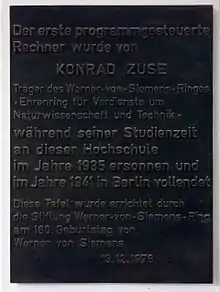 Der erste programmgesteuerte
Rechner wurde von
KONRAD ZUSE
Träger des Werner-von-Siemens-Ringes
-Ehrenring für Verdienste um
Naturwissenschaft und Technik-
während seiner Studienzeit
an dieser Hochschule
im Jahre 1935 ersonnen und
im Jahre 1941 in Berlin vollendet
Diese Tafel wurde errichtet durch
die Stiftung Werner-von-Siemens-Ring
am 160. Geburtstag von
Werner von Siemens
13.12.1976